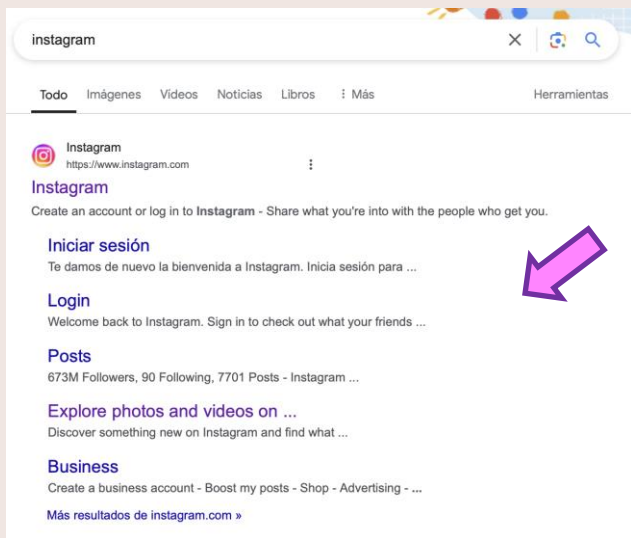 instagram
Todo Imágenes Videos Noticias Libros Más Herramientas
Instagram
https://www.instagram.com
Instagram
Create an account or log in to Instagram - Share what you're into with the people who get you.
Iniciar sesión
Te damos de nuevo la bienvenida a Instagram. Inicia sesión para ...
Login
Welcome back to Instagram. Sign in to check out what your friends ...
Posts
673M Followers, 90 Following, 7701 Posts - Instagram ...
Explore photos and videos on ...
Discover something new on Instagram and find what ...
Business
Create a business account - Boost my posts - Shop - Advertising - ...
Más resultados de instagram.com »